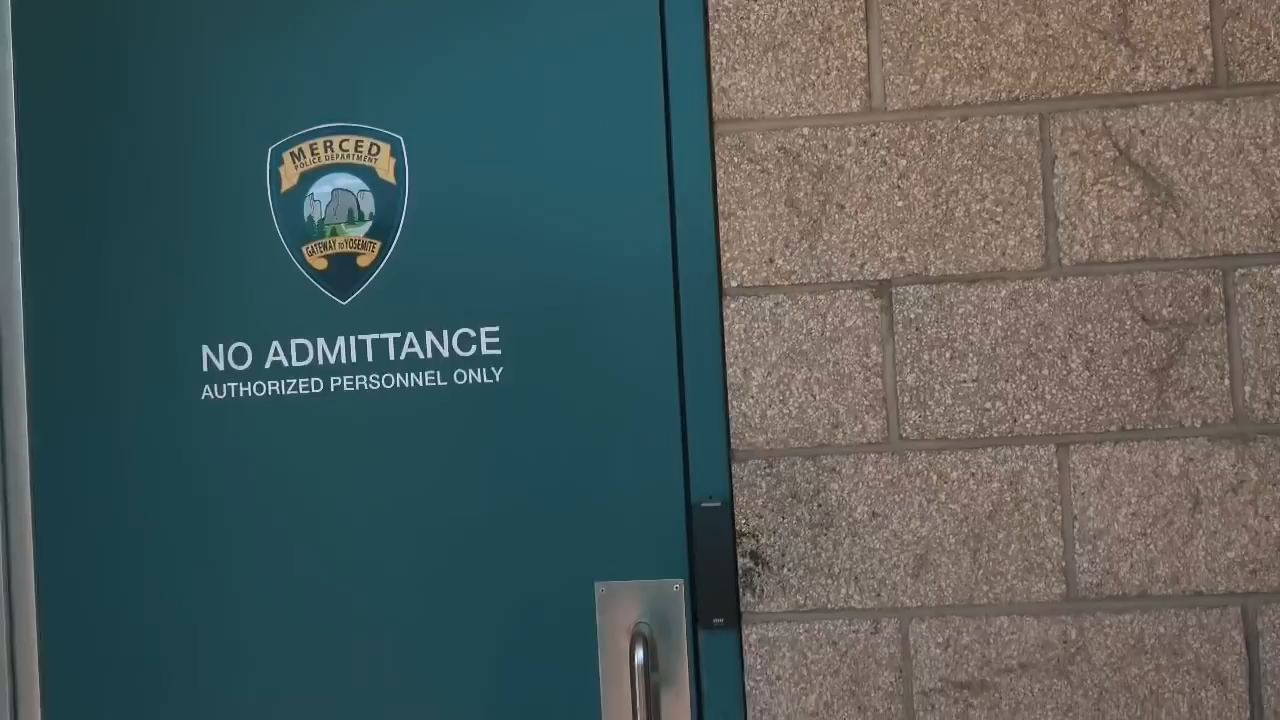 MERCED
POLICE DEPARTMENT
GATEWAY TO YOSEMITE
NO ADMITTANCE
AUTHORIZED PERSONNEL ONLY